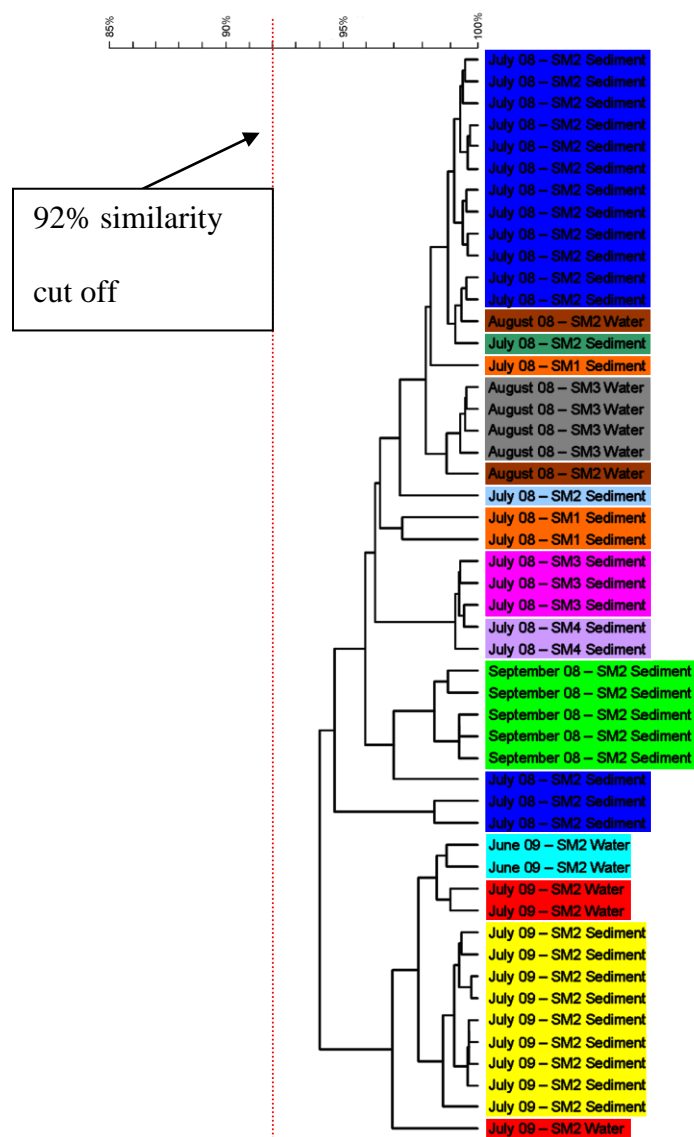 85%
90%
95%
100%
92% similarity
cut off
July 08 – SM2 Sediment
July 08 – SM2 Sediment
July 08 – SM2 Sediment
July 08 – SM2 Sediment
July 08 – SM2 Sediment
July 08 – SM2 Sediment
July 08 – SM2 Sediment
July 08 – SM2 Sediment
July 08 – SM2 Sediment
July 08 – SM2 Sediment
July 08 – SM2 Sediment
July 08 – SM2 Sediment
August 08 – SM2 Water
July 08 – SM2 Sediment
July 08 – SM1 Sediment
August 08 – SM3 Water
August 08 – SM3 Water
August 08 – SM3 Water
August 08 – SM3 Water
August 08 – SM2 Water
July 08 – SM2 Sediment
July 08 – SM1 Sediment
July 08 – SM1 Sediment
July 08 – SM3 Sediment
July 08 – SM3 Sediment
July 08 – SM3 Sediment
July 08 – SM4 Sediment
July 08 – SM4 Sediment
September 08 – SM2 Sediment
September 08 – SM2 Sediment
September 08 – SM2 Sediment
September 08 – SM2 Sediment
September 08 – SM2 Sediment
July 08 – SM2 Sediment
July 08 – SM2 Sediment
July 08 – SM2 Sediment
June 09 – SM2 Water
June 09 – SM2 Water
July 09 – SM2 Water
July 09 – SM2 Water
July 09 – SM2 Sediment
July 09 – SM2 Sediment
July 09 – SM2 Sediment
July 09 – SM2 Sediment
July 09 – SM2 Sediment
July 09 – SM2 Sediment
July 09 – SM2 Sediment
July 09 – SM2 Sediment
July 09 – SM2 Sediment
July 09 – SM2 Water